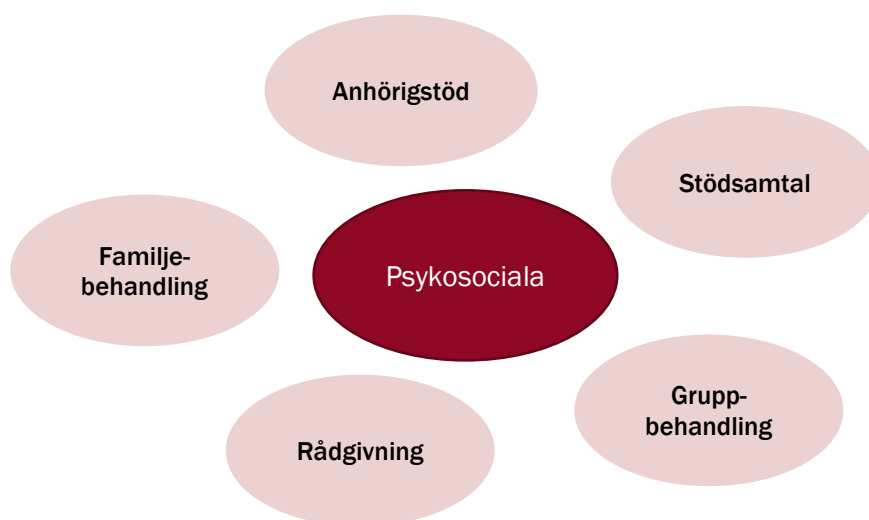 Anhörigstöd
Stödsamtal
Familje-
behandling
Psykosociala
Grupp-
behandling
Rådgivning